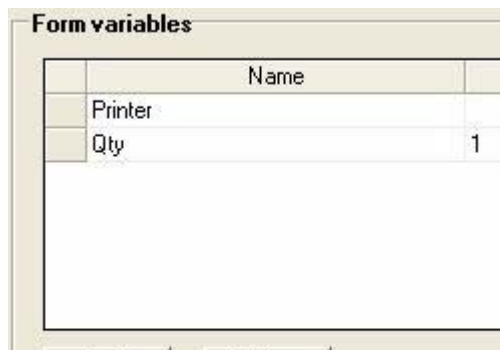 Form variables
Name
Printer
Qty 1